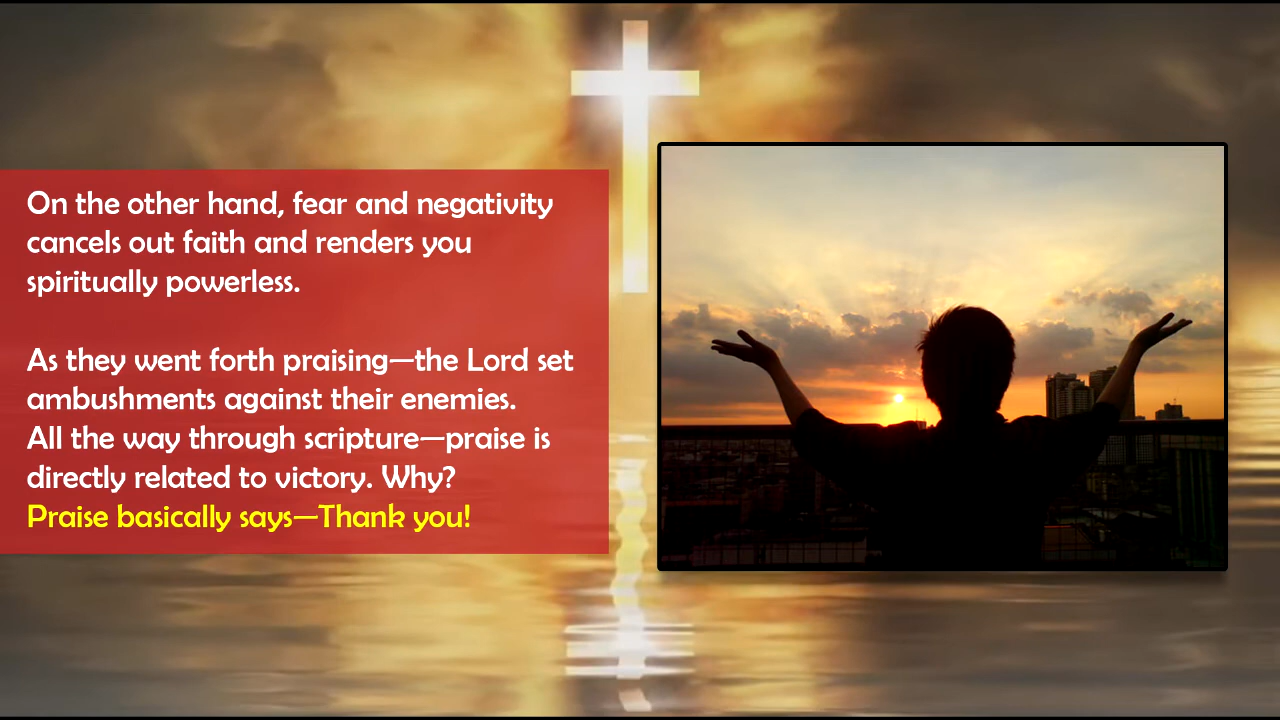 On the other hand, fear and negativity
cancels out faith and renders you
spiritually powerless.
As they went forth praising—the Lord set
ambushments against their enemies.
All the way through scripture—praise is
directly related to victory. Why?
Praise basically says—Thank you!